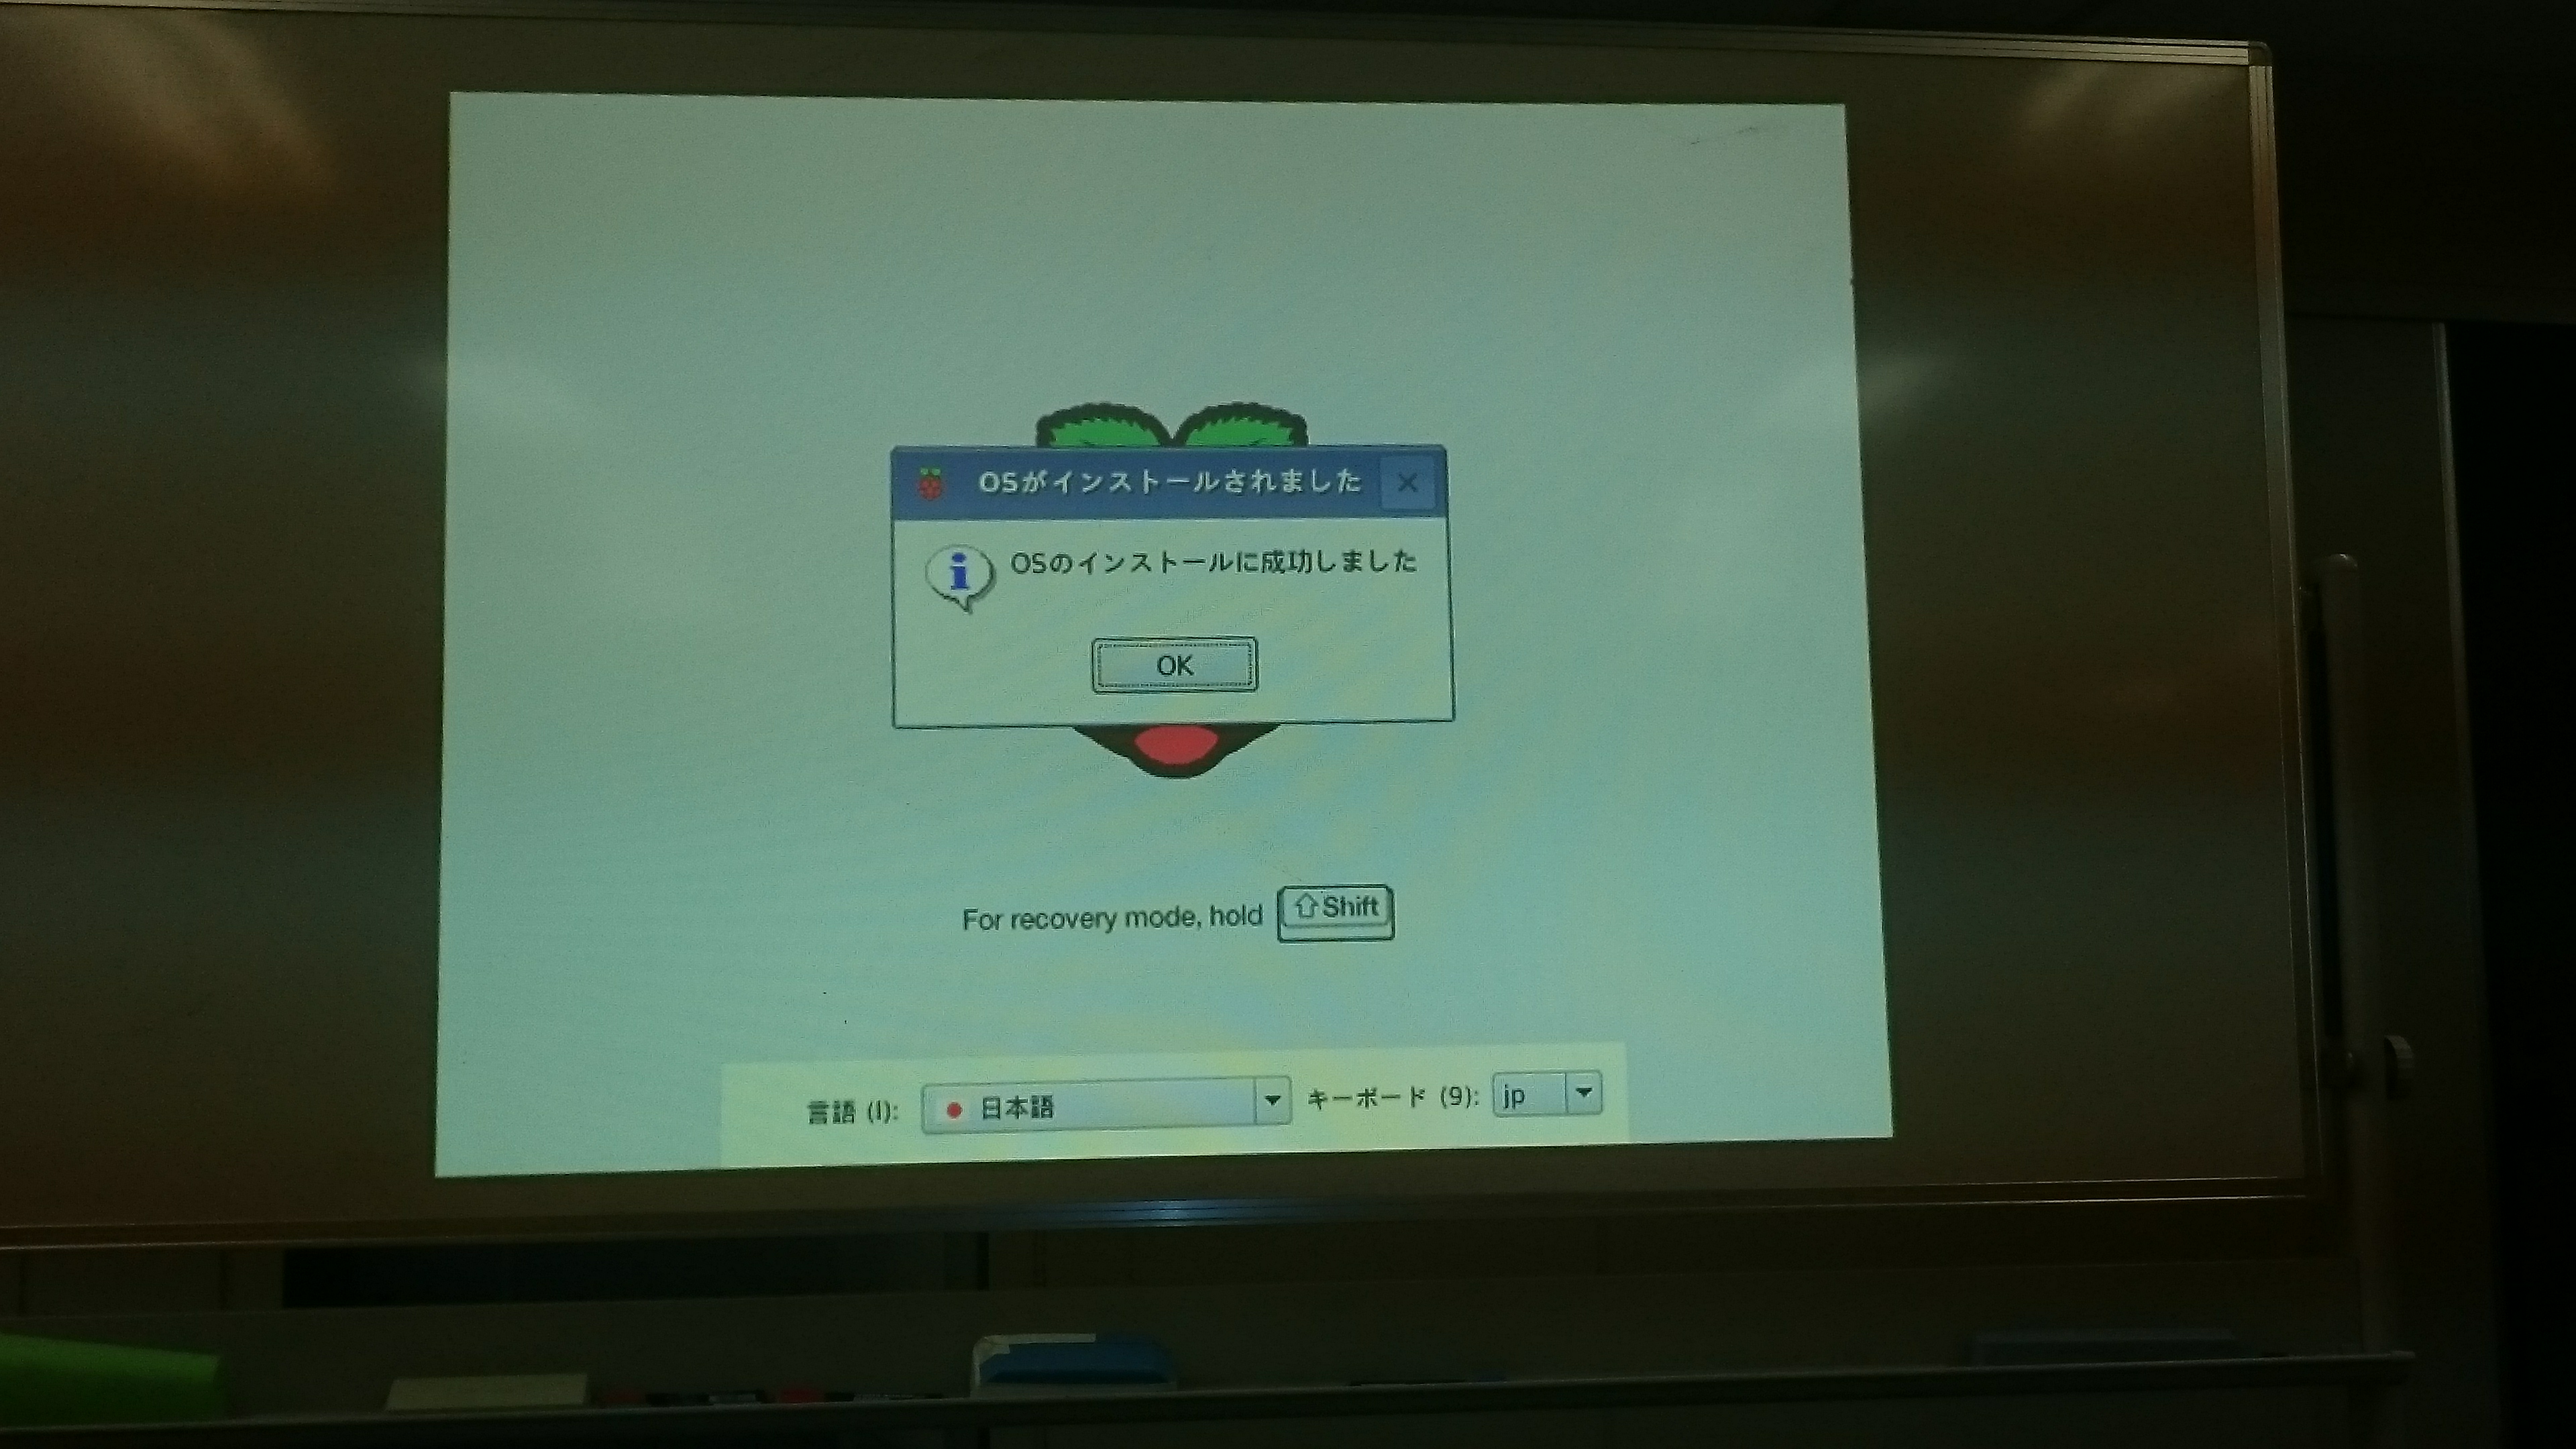 OSがインストールされました
OSのインストールに成功しました
OK
For recovery mode, hold Shift
言語 (l): 日本語 キーボード (9): jp